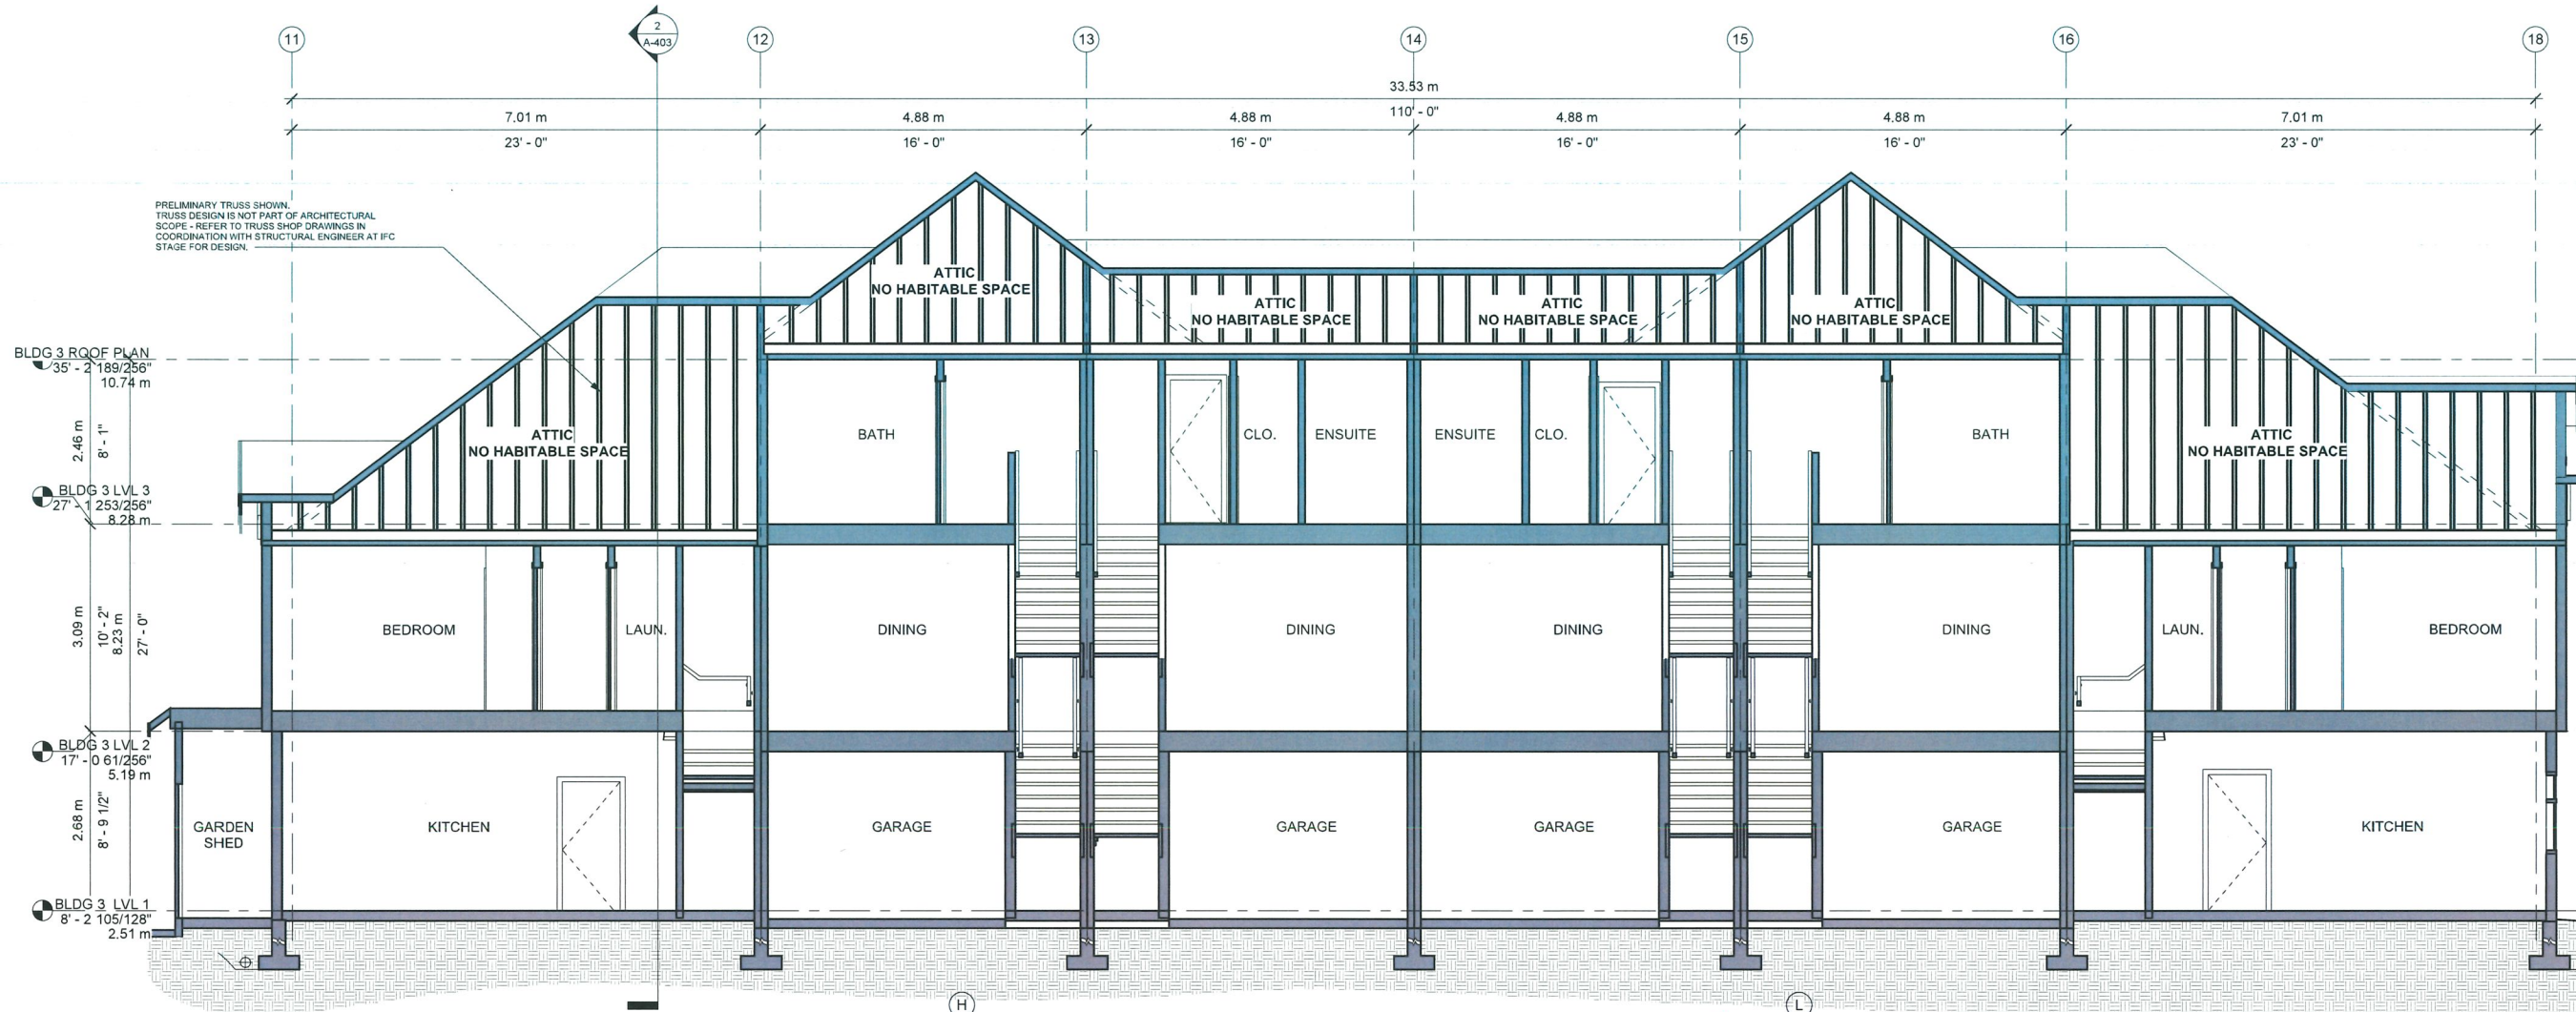 11
2
A-403
12
13
14
15
16
18
33.53 m
110' - 0"
7.01 m
4.88 m
4.88 m
4.88 m
4.88 m
7.01 m
23' - 0"
16' - 0"
16' - 0"
16' - 0"
16' - 0"
23' - 0"
PRELIMINARY TRUSS SHOWN.
TRUSS DESIGN IS NOT PART OF ARCHITECTURAL
SCOPE - REFER TO TRUSS SHOP DRAWINGS IN
COORDINATION WITH STRUCTURAL ENGINEER AT IFC
STAGE FOR DESIGN.
ATTIC
NO HABITABLE SPACE
ATTIC
NO HABITABLE SPACE
ATTIC
NO HABITABLE SPACE
ATTIC
NO HABITABLE SPACE
BLDG 3 ROOF PLAN
35' - 2 189/256"
10.74 m
2.46 m
8' - 1"
ATTIC
NO HABITABLE SPACE
BATH
CLO.
ENSUITE
ENSUITE
CLO.
BATH
ATTIC
NO HABITABLE SPACE
BLDG 3 LVL 3
27' - 1 253/256"
8.28 m
3.09 m
10' - 2"
8.23 m
27' - 0"
BEDROOM
LAUN.
DINING
DINING
DINING
DINING
LAUN.
BEDROOM
BLDG 3 LVL 2
17' - 0 61/256"
5.19 m
2.68 m
8' - 9 1/2"
GARDEN
SHED
KITCHEN
GARAGE
GARAGE
GARAGE
GARAGE
KITCHEN
BLDG 3 LVL 1
8' - 2 105/128"
2.51 m
H
L